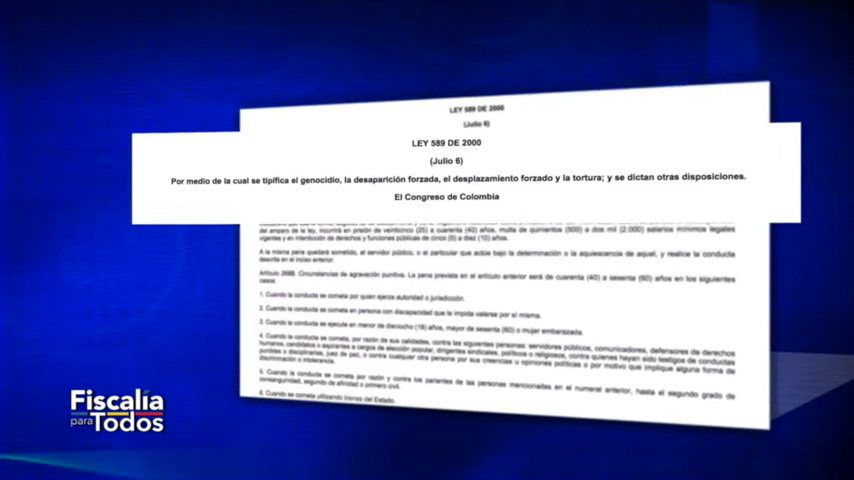 LEY 589 DE 2000
(Julio 6)
LEY 589 DE 2000
(Julio 6)
Por medio de la cual se tipifica el genocidio, la desaparición forzada, el desplazamiento forzado y la tortura; y se dictan otras disposiciones.
El Congreso de Colombia
del amparo de la ley, incurrirá en prisión de veinticinco (25) a cuarenta (40) años, multa de quinientos (500) a dos mil (2.000) salarios mínimos legales
vigentes y en interdicción de derechos y funciones públicas de cinco (5) a diez (10) años.
A la misma pena quedará sometido, el servidor público, o el particular que actúe bajo la determinación o la aquiescencia de aquel, y realice la conducta
descrita en el inciso anterior.
Artículo 268B. Circunstancias de agravación punitiva. La pena prevista en el artículo anterior será de cuarenta (40) a sesenta (60) años en los siguientes
casos:
1. Cuando la conducta se cometa por quien ejerza autoridad o jurisdicción.
2. Cuando la conducta se cometa en persona con discapacidad que le impida valerse por sí misma.
3. Cuando la conducta se ejecute en menor de dieciocho (18) años, mayor de sesenta (60) o mujer embarazada.
4. Cuando la conducta se cometa, por razón de sus calidades, contra las siguientes personas: servidores públicos, comunicadores, defensores de derechos
humanos, candidatos o aspirantes a cargos de elección popular, dirigentes sindicales, políticos o religiosos, contra quienes hayan sido testigos de conductas
punibles o disciplinarias, juez de paz, o contra cualquier otra persona por sus creencias u opiniones políticas o por motivo que implique alguna forma de
discriminación o intolerancia.
5. Cuando la conducta se cometa por razón y contra los parientes de las personas mencionadas en el numeral anterior, hasta el segundo grado de
consanguinidad, segundo de afinidad o primero civil.
6. Cuando se cometa utilizando bienes del Estado.
Fiscalía
para Todos